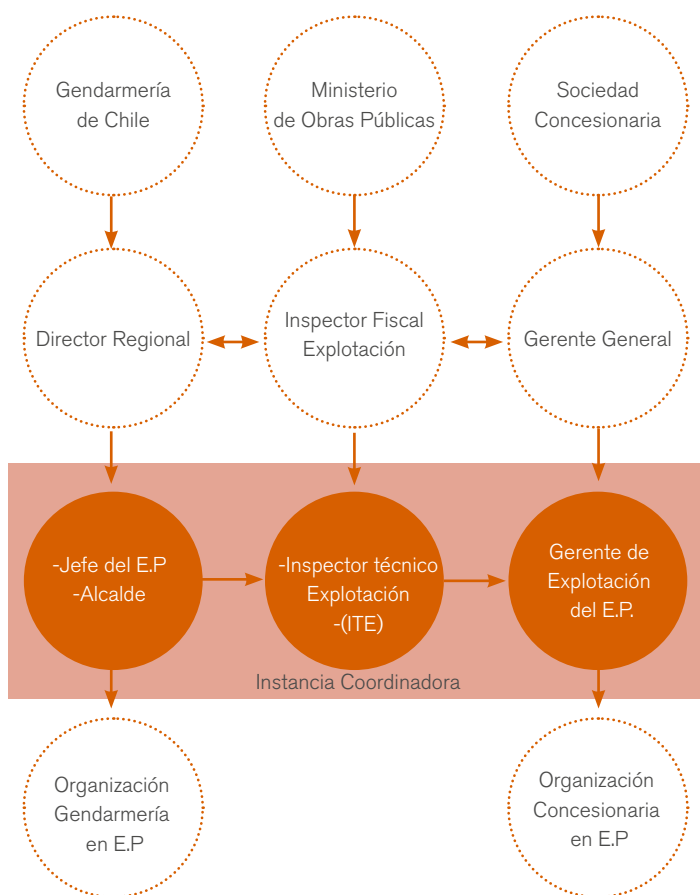 Gendarmería
de Chile
Ministerio
de Obras Públicas
Sociedad
Concesionaria
Director Regional
Inspector Fiscal
Explotación
Gerente General
-Jefe del E.P
-Alcalde
-Inspector técnico
Explotación
-(ITE)
Gerente de
Explotación
del E.P.
Instancia Coordinadora
Organización
Gendarmería
en E.P
Organización
Concesionaria
en E.P